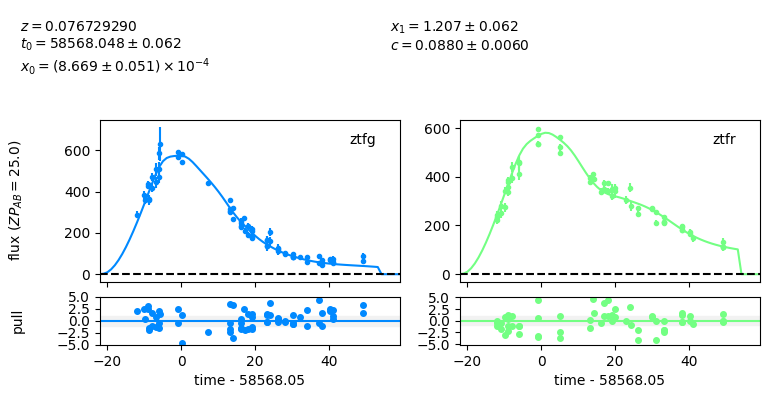 z = 0.076729290
t₀ = 58568.048 ± 0.062
x₀ = (8.669 ± 0.051) × 10⁻⁴
x₁ = 1.207 ± 0.062
c = 0.0880 ± 0.0060
flux (ZP_AB = 25.0)
600
400
200
0
ztfg
600
400
200
0
ztfr
pull
5.0
2.5
0.0
−2.5
−5.0
−20 0 20 40
time - 58568.05
5.0
2.5
0.0
−2.5
−5.0
−20 0 20 40
time - 58568.05